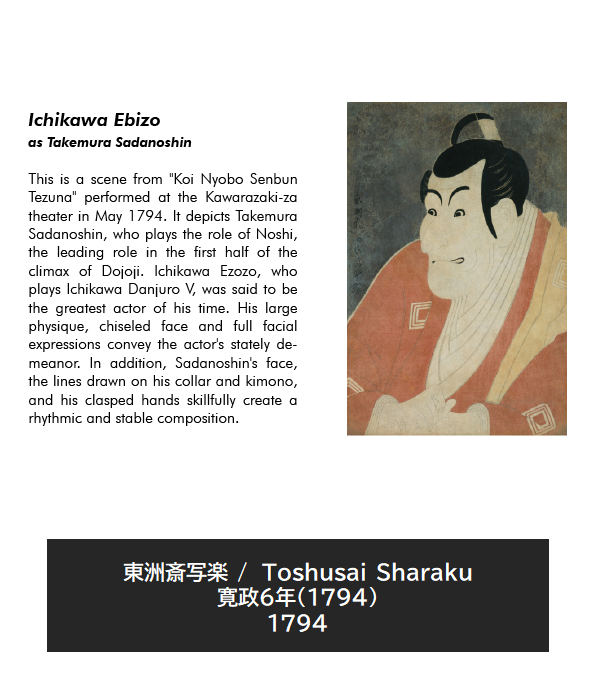 Ichikawa Ebizo
as Takemura Sadanoshin
This is a scene from "Koi Nyobo Senbun
Tezuna" performed at the Kawarazaki-za
theater in May 1794. It depicts Takemura
Sadanoshin, who plays the role of Noshi,
the leading role in the first half of the
climax of Dojoji. Ichikawa Ezozo, who
plays Ichikawa Danjuro V, was said to be
the greatest actor of his time. His large
physique, chiseled face and full facial
expressions convey the actor's stately de-
meanor. In addition, Sadanoshin's face,
the lines drawn on his collar and kimono,
and his clasped hands skillfully create a
rhythmic and stable composition.
東洲斎写楽 / Toshusai Sharaku
寛政6年(1794)
1794